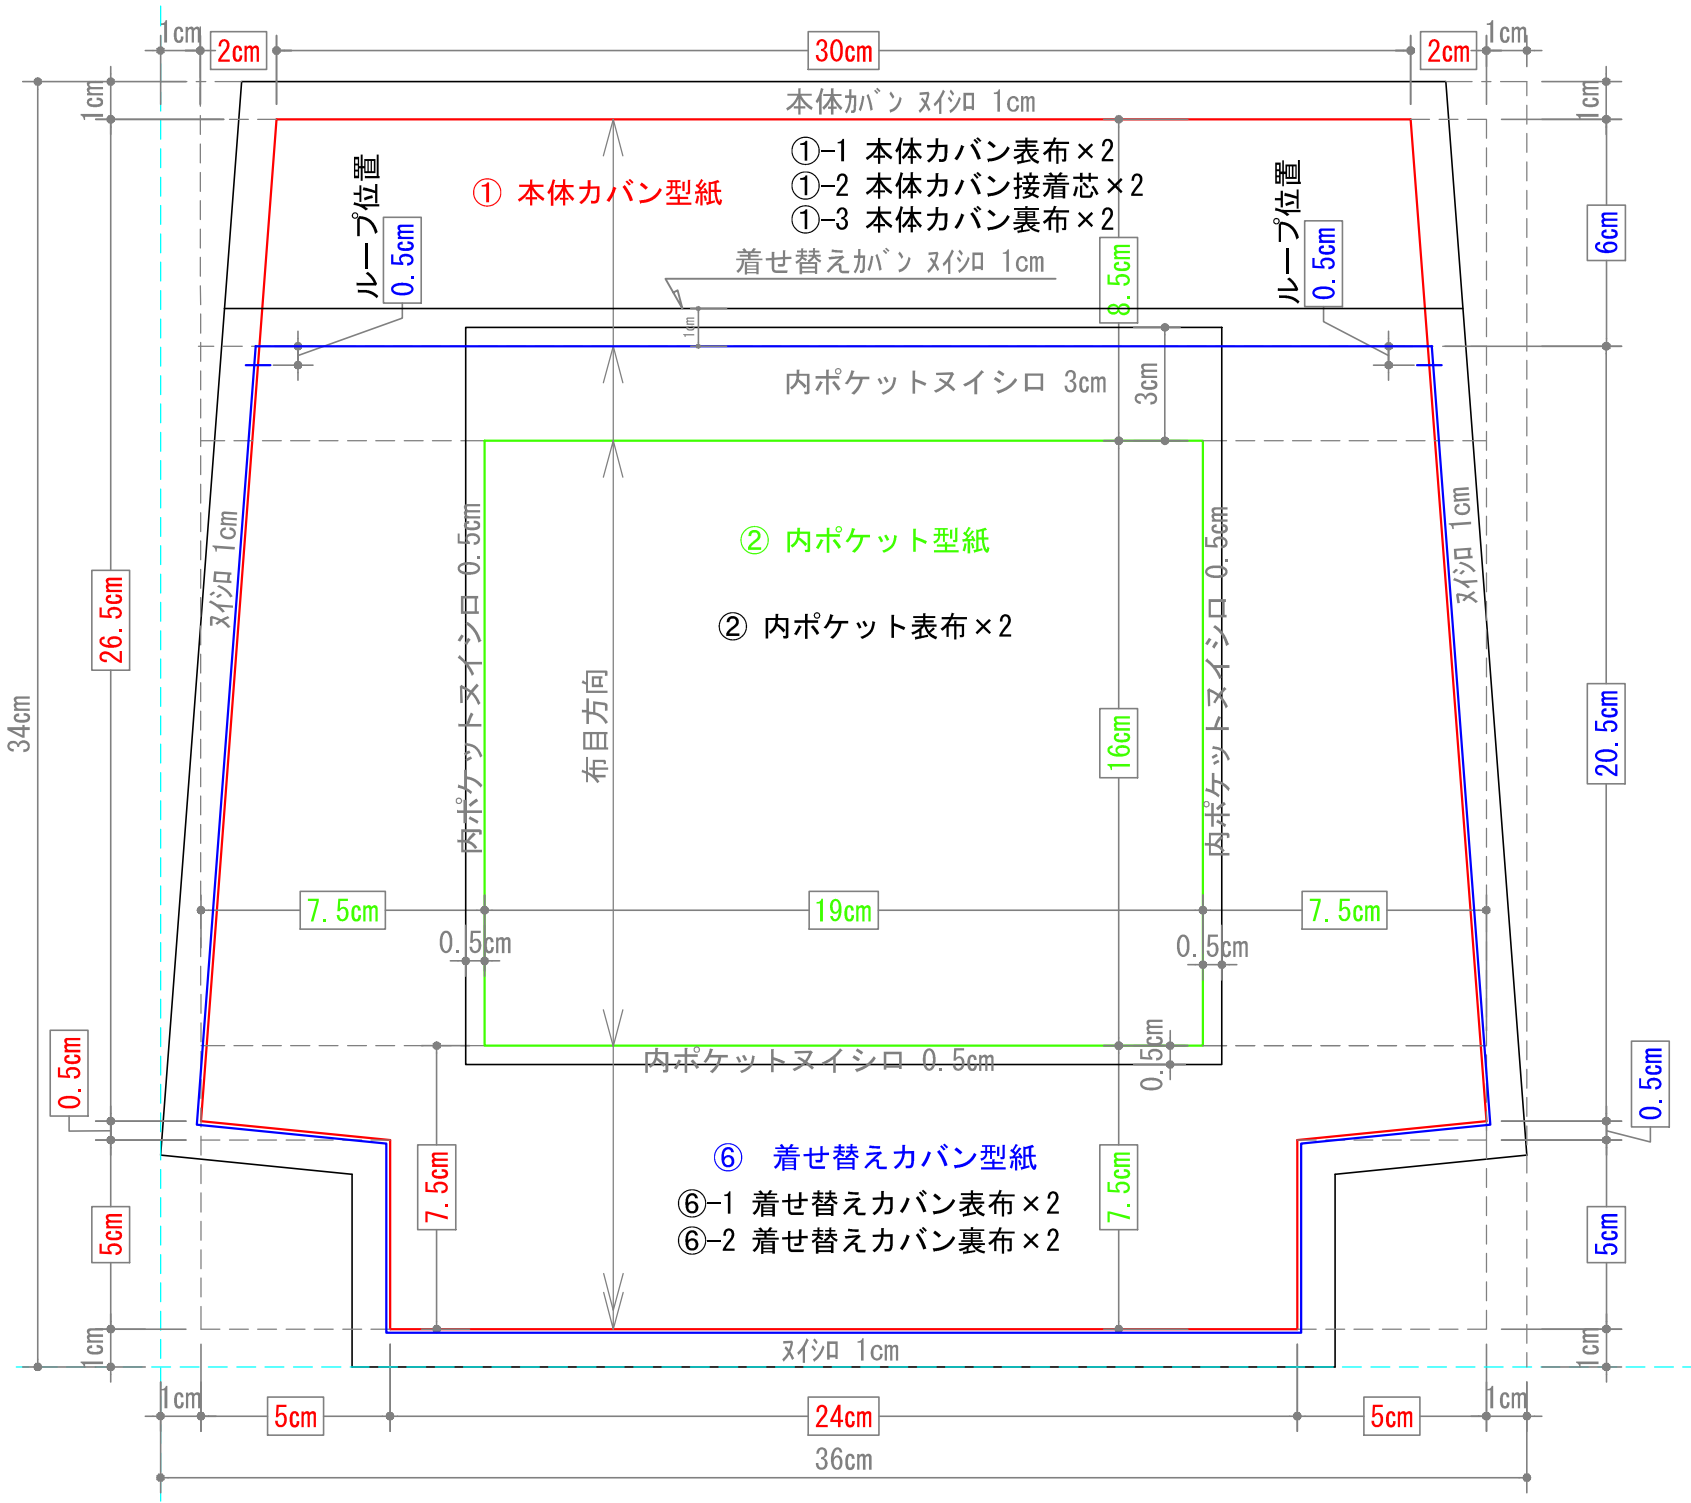 1cm
2cm
30cm
2cm
1cm
1cm
本体カバン ヌイシロ 1cm
1cm
① 本体カバン型紙
①-1 本体カバン表布×2
①-2 本体カバン接着芯×2
①-3 本体カバン裏布×2
ループ位置
0.5cm
ループ位置
0.5cm
6cm
着せ替えカバン ヌイシロ 1cm
8.5cm
1cm
内ポケットヌイシロ 3cm
3cm
ヌイシロ 1cm
内ポケットヌイシロ 0.5cm
② 内ポケット型紙
② 内ポケット表布×2
内ポケットヌイシロ 0.5cm
ヌイシロ 1cm
26.5cm
34cm
布目方向
16cm
20.5cm
7.5cm
19cm
7.5cm
0.5cm
0.5cm
内ポケットヌイシロ 0.5cm
0.5cm
0.5cm
0.5cm
⑥ 着せ替えカバン型紙
⑥-1 着せ替えカバン表布×2
⑥-2 着せ替えカバン裏布×2
7.5cm
7.5cm
5cm
5cm
1cm
ヌイシロ 1cm
1cm
1cm
5cm
24cm
5cm
1cm
36cm